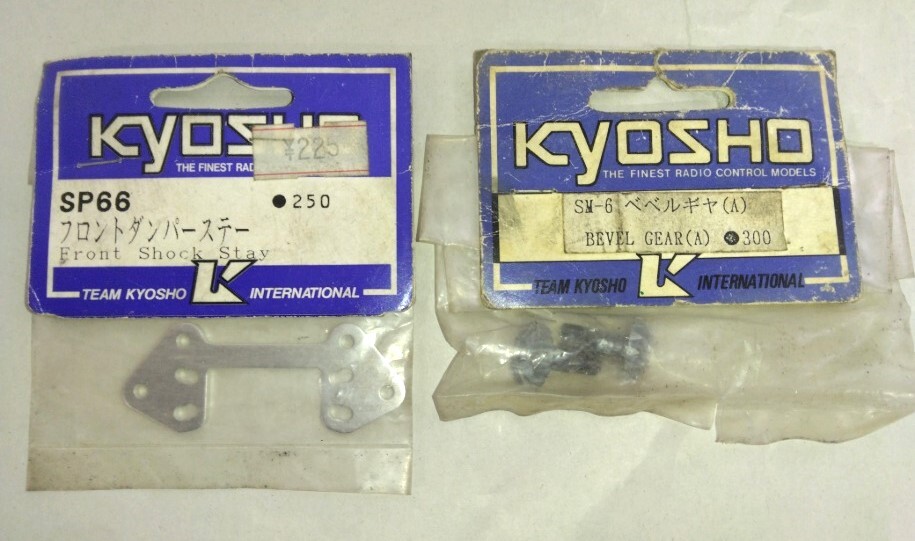 KYOSHO
THE FINEST RAD
¥225
SP66 ●250
フロントダンパーステー
Front Shock Stay
TEAM KYOSHO K INTERNATIONAL
KYOSHO
THE FINEST RADIO CONTROL MODELS
SM-6 ベベルギヤ(A)
BEVEL GEAR(A) ●300
TEAM KYOSHO K INTERNATIONAL